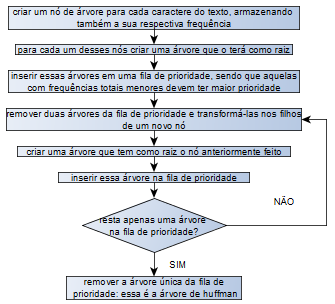 criar um nó de árvore para cada caractere do texto, armazenando
também a sua respectiva frequência
para cada um desses nós criar uma árvore que o terá como raiz
inserir essas árvores em uma fila de prioridade, sendo que aquelas
com frequências totais menores devem ter maior prioridade
remover duas árvores da fila de prioridade e transformá-las nos filhos
de um novo nó
criar uma árvore que tem como raiz o nó anteriormente feito
inserir essa árvore na fila de prioridade
resta apenas uma árvore
na fila de prioridade?
NÃO
SIM
remover a árvore única da fila de
prioridade: essa é a árvore de huffman